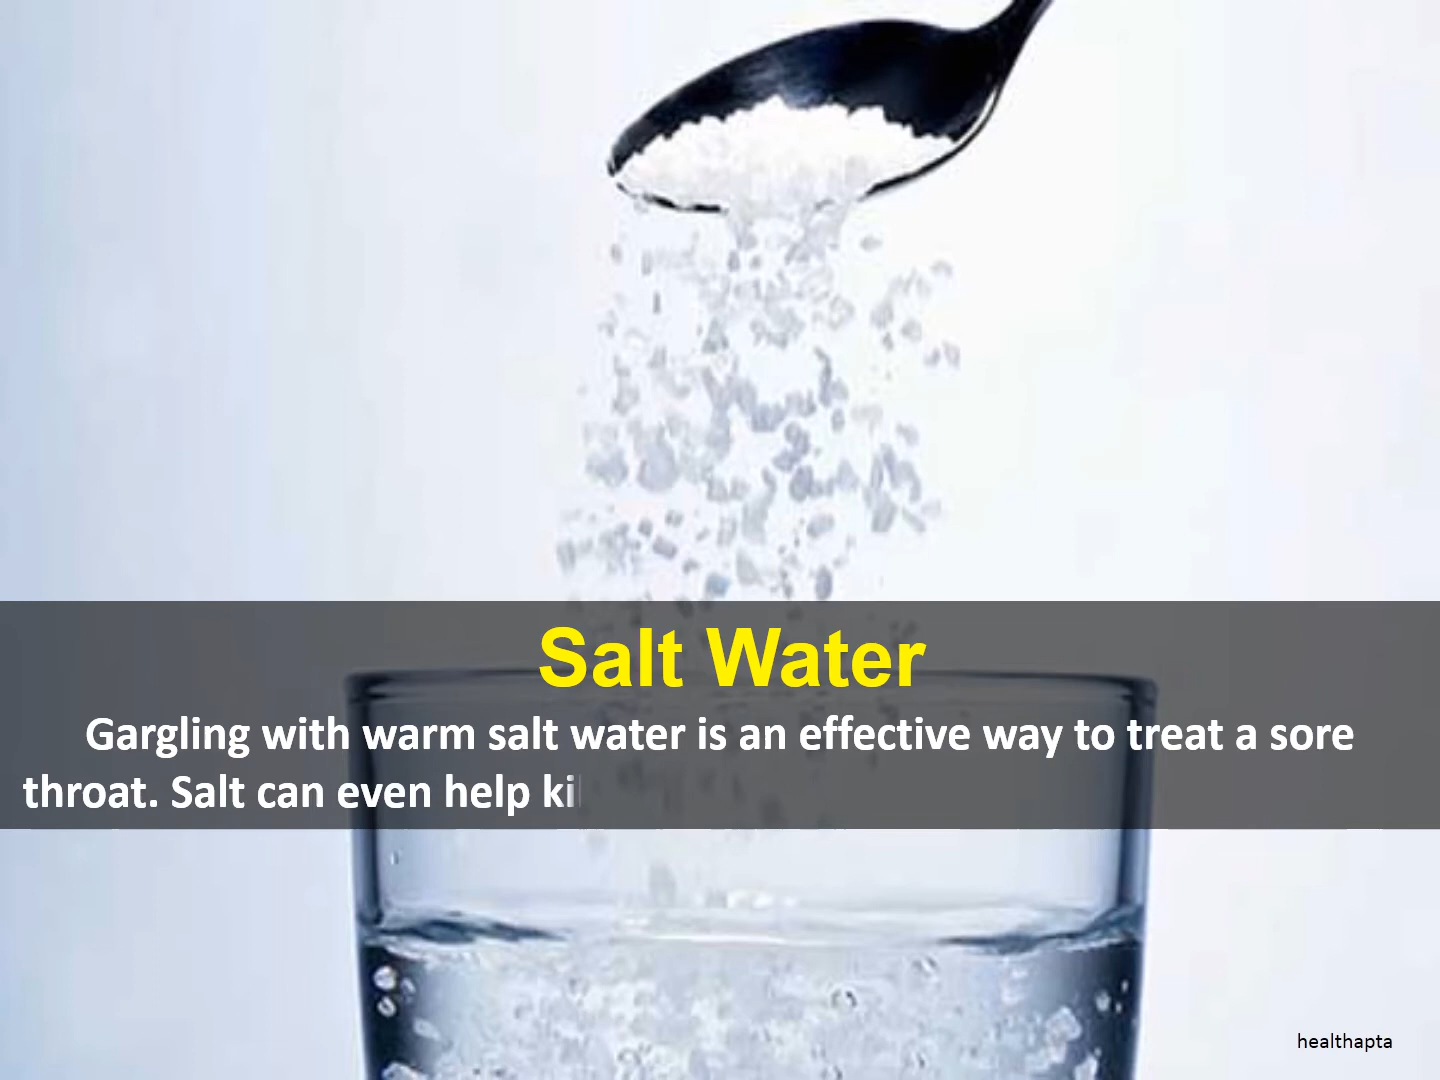 Salt Water
Gargling with warm salt water is an effective way to treat a sore
throat. Salt can even help
healthapta